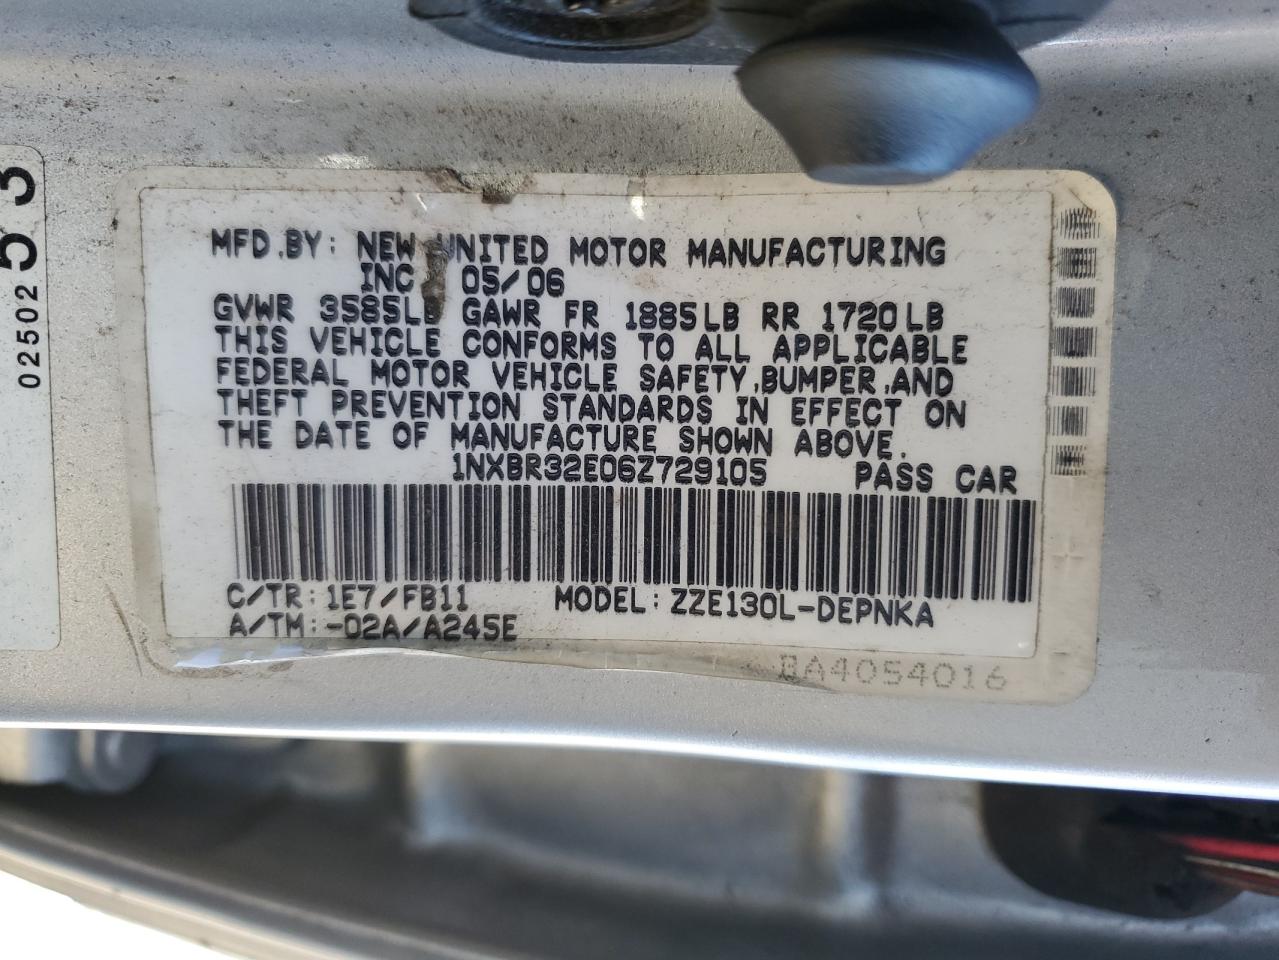 MFD.BY: NEW UNITED MOTOR MANUFACTURING
INC 05/06
GVWR 3585LB GAWR FR 1885LB RR 1720LB
THIS VEHICLE CONFORMS TO ALL APPLICABLE
FEDERAL MOTOR VEHICLE SAFETY,BUMPER,AND
THEFT PREVENTION STANDARDS IN EFFECT ON
THE DATE OF MANUFACTURE SHOWN ABOVE.
1NXBR32E06Z729105 PASS CAR
C/TR: 1E7/FB11 MODEL: ZZE130L-DEPNKA
A/TM:-02A/A245E
BA4054016
02502
53